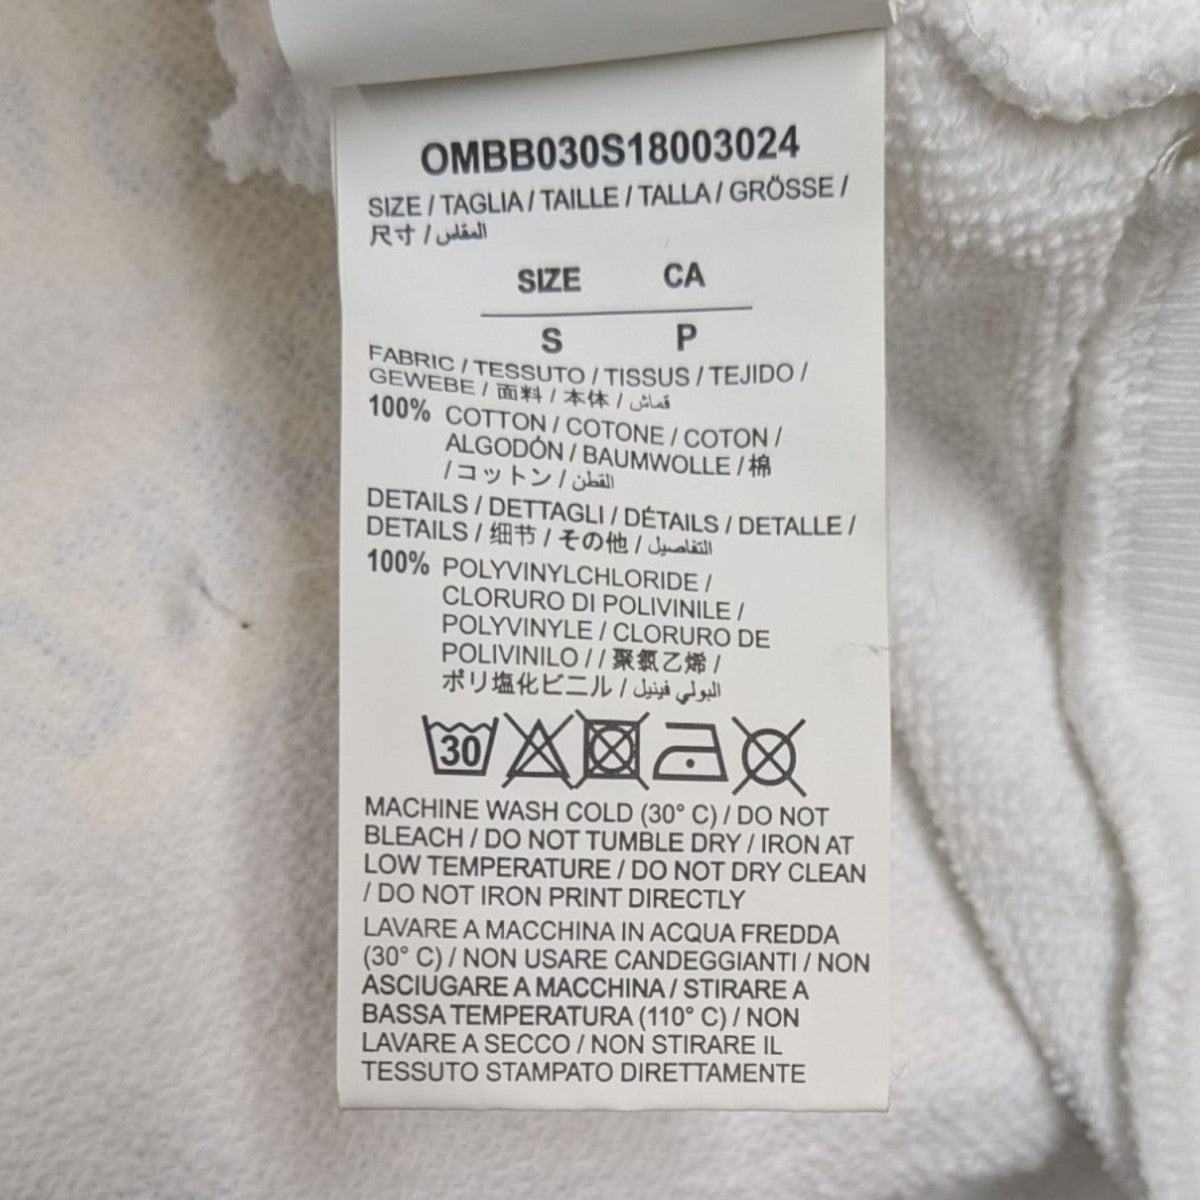 OMBB030S18003024
SIZE / TAGLIA / TAILLE / TALLA / GRÖSSE /
尺寸 / المقلس
SIZE CA
S P
FABRIC / TESSUTO / TISSUS / TEJIDO /
GEWEBE / 面料 / 本体 / قماش
100% COTTON / COTONE / COTON /
ALGODÓN / BAUMWOLLE / 棉
/ コットン / القطن
DETAILS / DETTAGLI / DÉTAILS / DETALLE /
DETAILS / 细节 / その他 / التفاصيل
100% POLYVINYLCHLORIDE /
CLORURO DI POLIVINILE /
POLYVINYLE / CLORURO DE
POLIVINILO / / 聚氯乙烯 /
ポリ塩化ビニル / البولي فينيل
30
MACHINE WASH COLD (30° C) / DO NOT
BLEACH / DO NOT TUMBLE DRY / IRON AT
LOW TEMPERATURE / DO NOT DRY CLEAN
/ DO NOT IRON PRINT DIRECTLY
LAVARE A MACCHINA IN ACQUA FREDDA
(30° C) / NON USARE CANDEGGIANTI / NON
ASCIUGARE A MACCHINA / STIRARE A
BASSA TEMPERATURA (110° C) / NON
LAVARE A SECCO / NON STIRARE IL
TESSUTO STAMPATO DIRETTAMENTE